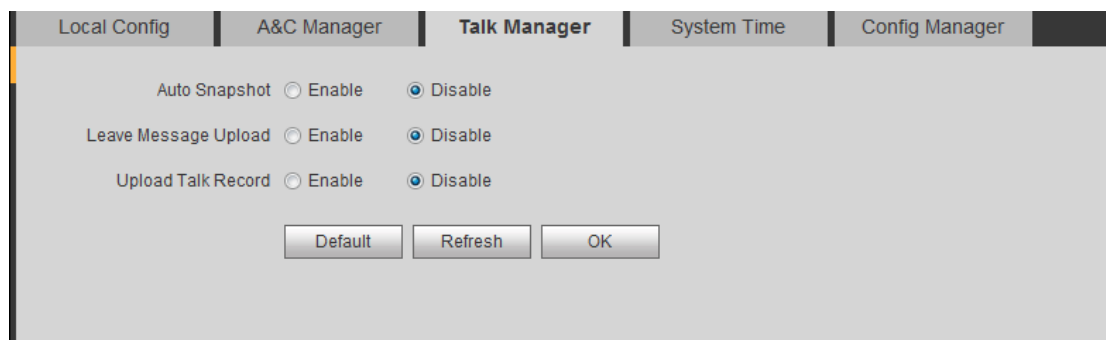 Local Config A&C Manager Talk Manager System Time Config Manager
Auto Snapshot Enable Disable
Leave Message Upload Enable Disable
Upload Talk Record Enable Disable
Default Refresh OK